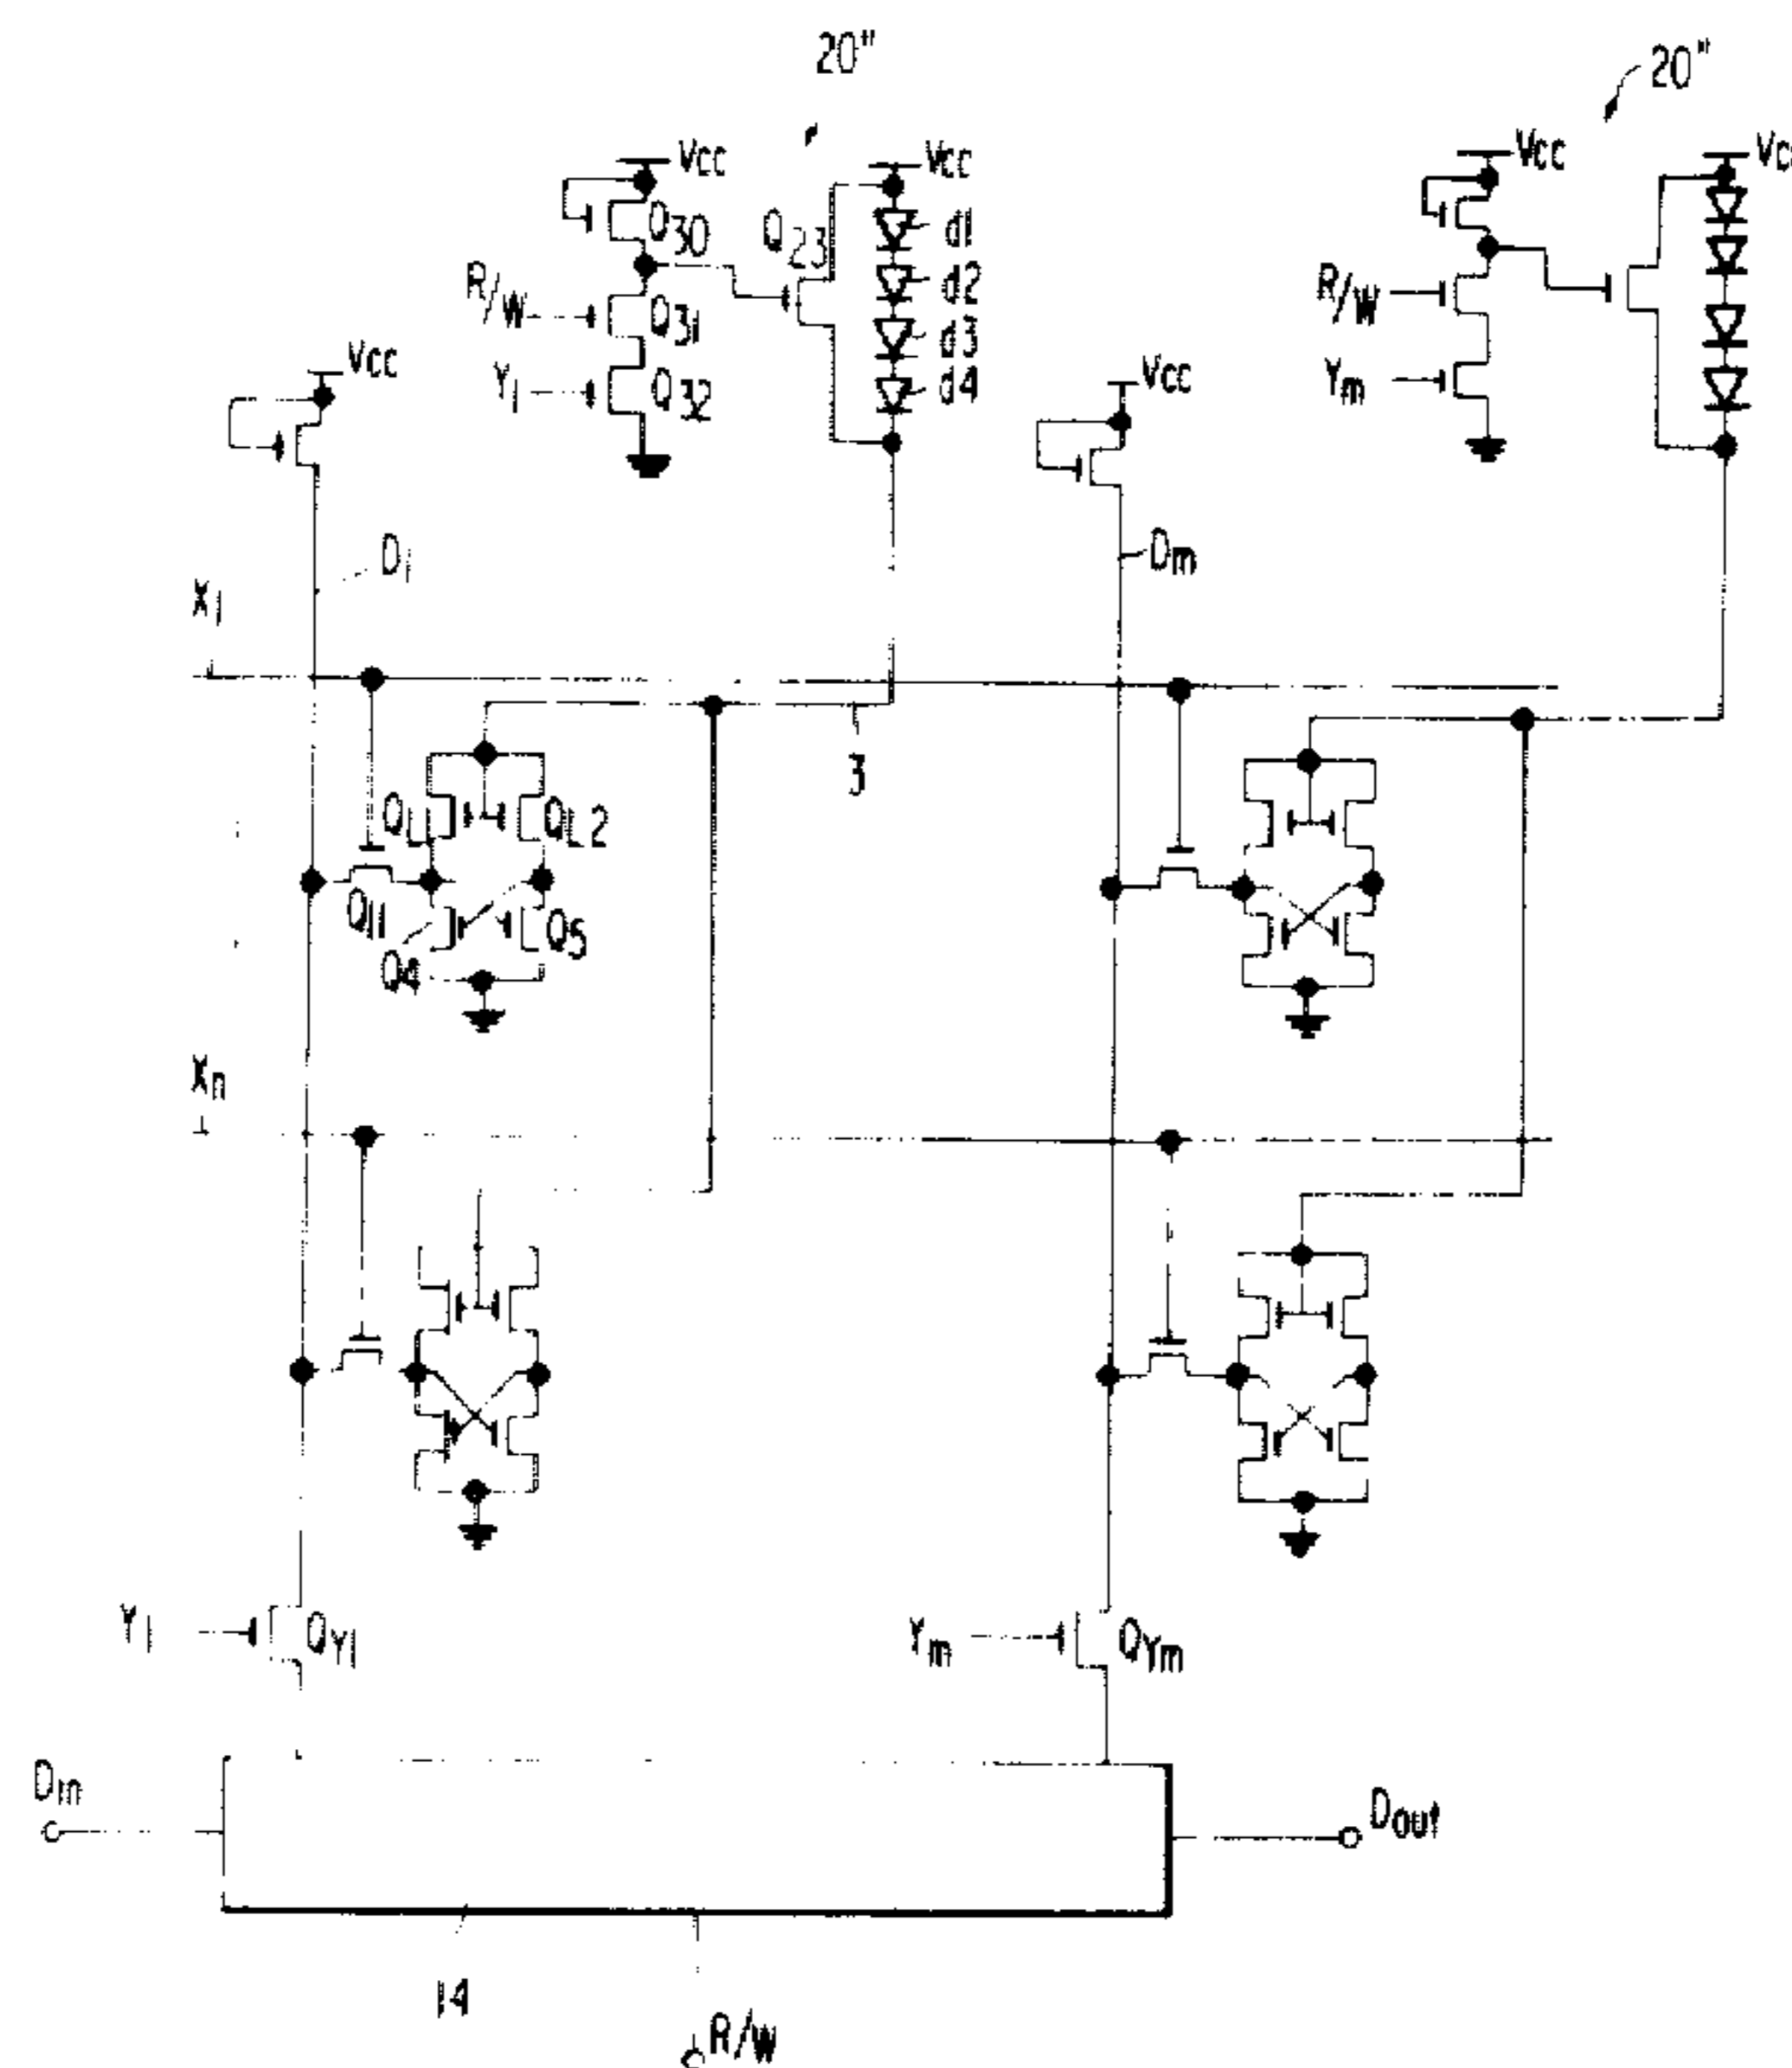 20"
20"
Vcc
Vcc
Vcc
Vcc
Q30
Q23
d1
R/W
d2
R/W
Q31
d3
Vcc
Y1
Q32
d4
Vcc
Ym
D1
Dm
X1
3
QL1
QL2
Q11
Q5
Q4
Xn
Y1
QY1
Ym
QYm
Din
Dout
14
R/W